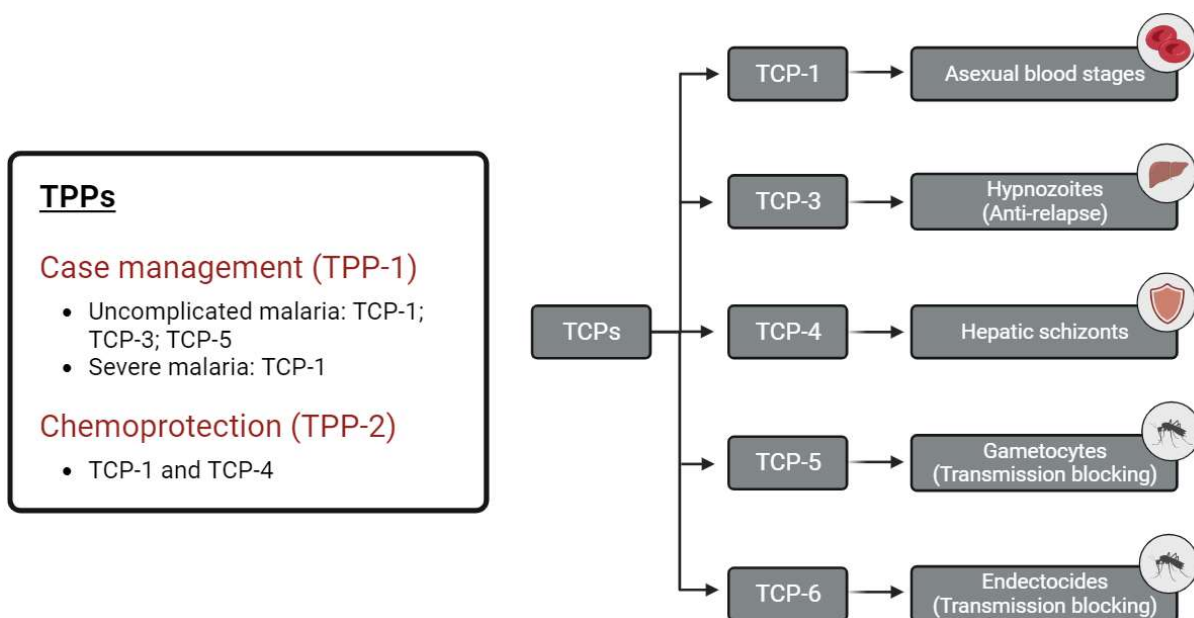 TPPs
Case management (TPP-1)
• Uncomplicated malaria: TCP-1;
TCP-3; TCP-5
• Severe malaria: TCP-1
Chemoprotection (TPP-2)
• TCP-1 and TCP-4
TCPs
TCP-1
Asexual blood stages
TCP-3
Hypnozoites
(Anti-relapse)
TCP-4
Hepatic schizonts
TCP-5
Gametocytes
(Transmission blocking)
TCP-6
Endectocides
(Transmission blocking)